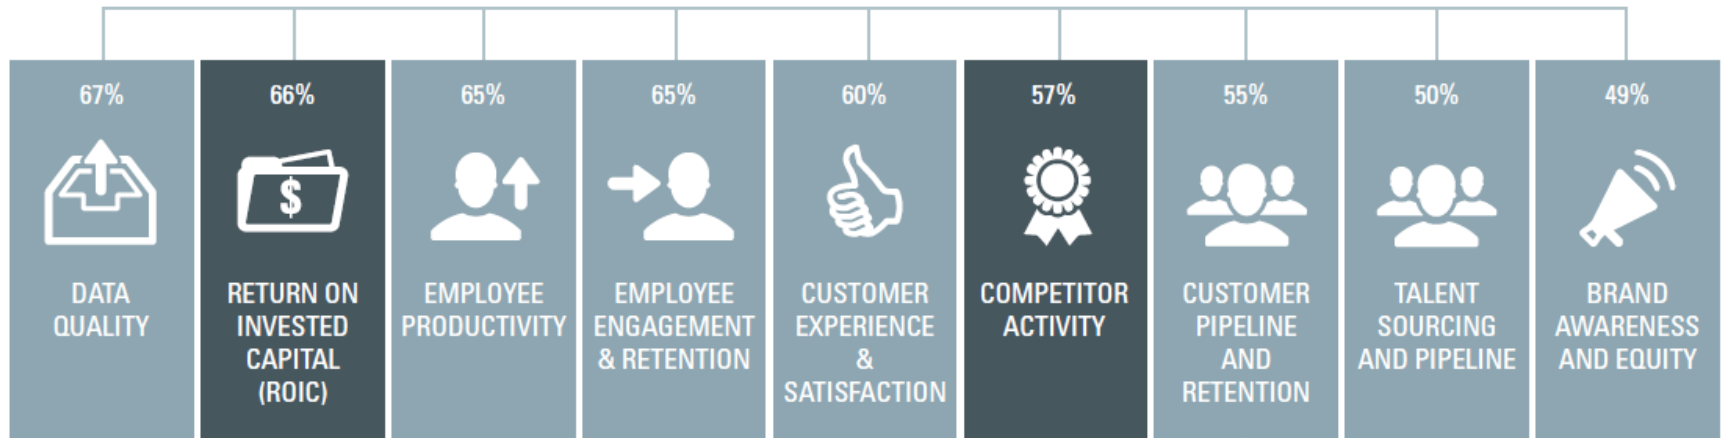 67%
DATA
QUALITY
66%
$
RETURN ON
INVESTED
CAPITAL
(ROIC)
65%
EMPLOYEE
PRODUCTIVITY
65%
EMPLOYEE
ENGAGEMENT
& RETENTION
60%
CUSTOMER
EXPERIENCE
&
SATISFACTION
57%
COMPETITOR
ACTIVITY
55%
CUSTOMER
PIPELINE
AND
RETENTION
50%
TALENT
SOURCING
AND PIPELINE
49%
BRAND
AWARENESS
AND EQUITY